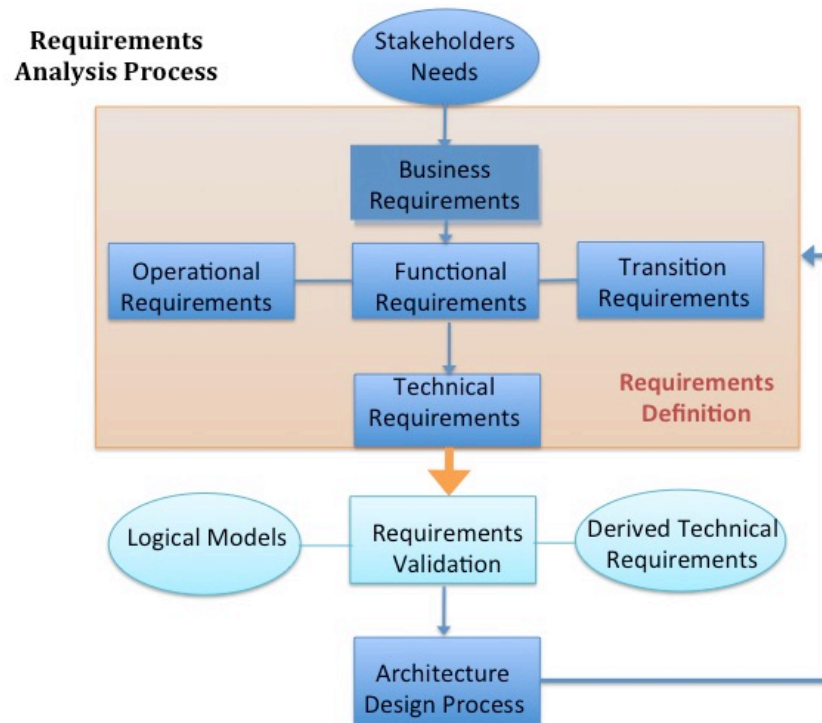 Requirements
Analysis Process
Stakeholders
Needs
Business
Requirements
Operational
Requirements
Functional
Requirements
Transition
Requirements
Technical
Requirements
Requirements
Definition
Logical Models
Requirements
Validation
Derived Technical
Requirements
Architecture
Design Process